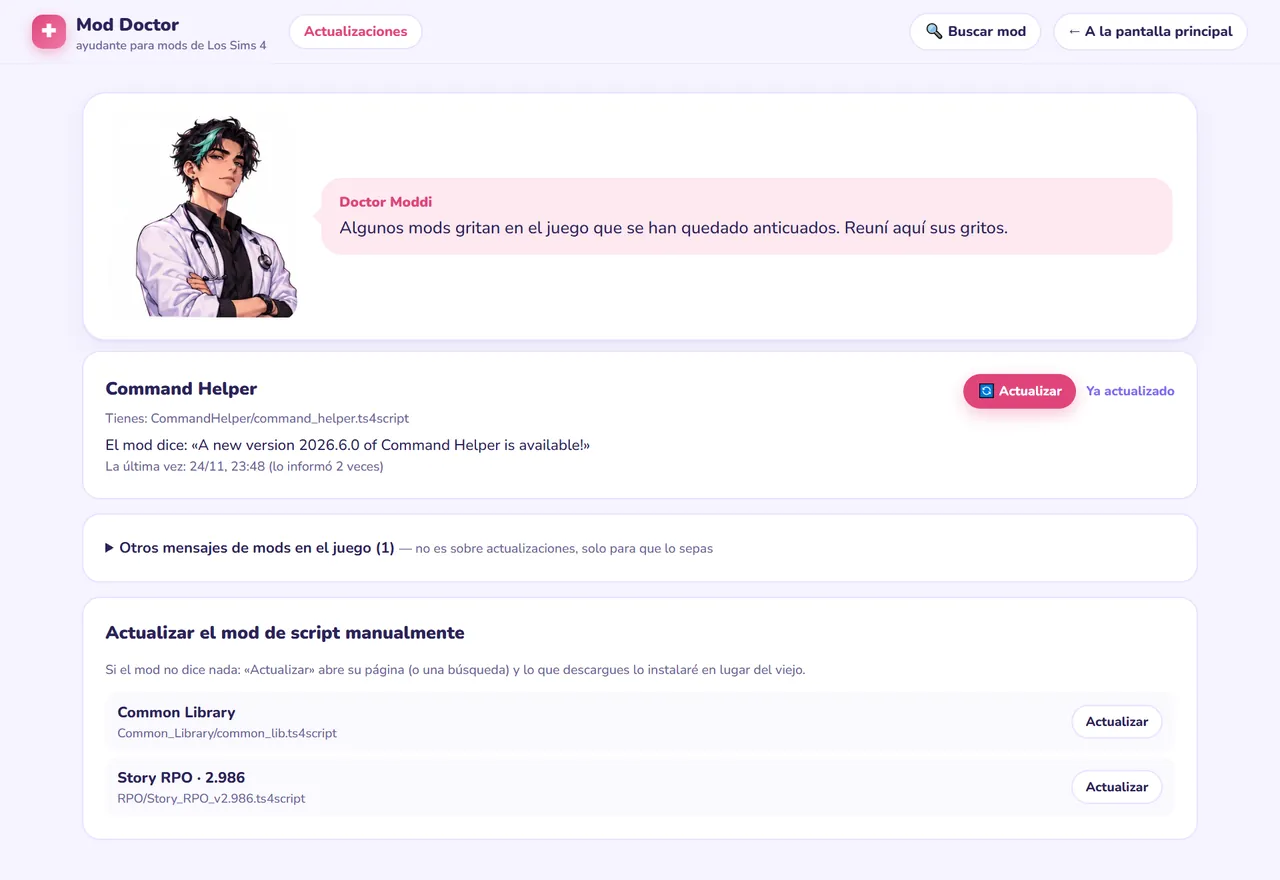 Mod Doctor
ayudante para mods de Los Sims 4
Actualizaciones
🔍 Buscar mod
← A la pantalla principal
Doctor Moddi
Algunos mods gritan en el juego que se han quedado anticuados. Reuní aquí sus gritos.
Command Helper
🔄 Actualizar
Ya actualizado
Tienes: CommandHelper/command_helper.ts4script
El mod dice: «A new version 2026.6.0 of Command Helper is available!»
La última vez: 24/11, 23:48 (lo informó 2 veces)
▶ Otros mensajes de mods en el juego (1) — no es sobre actualizaciones, solo para que lo sepas
Actualizar el mod de script manualmente
Si el mod no dice nada: «Actualizar» abre su página (o una búsqueda) y lo que descargues lo instalaré en lugar del viejo.
Common Library
Common_Library/common_lib.ts4script
Actualizar
Story RPO · 2.986
RPO/Story_RPO_v2.986.ts4script
Actualizar